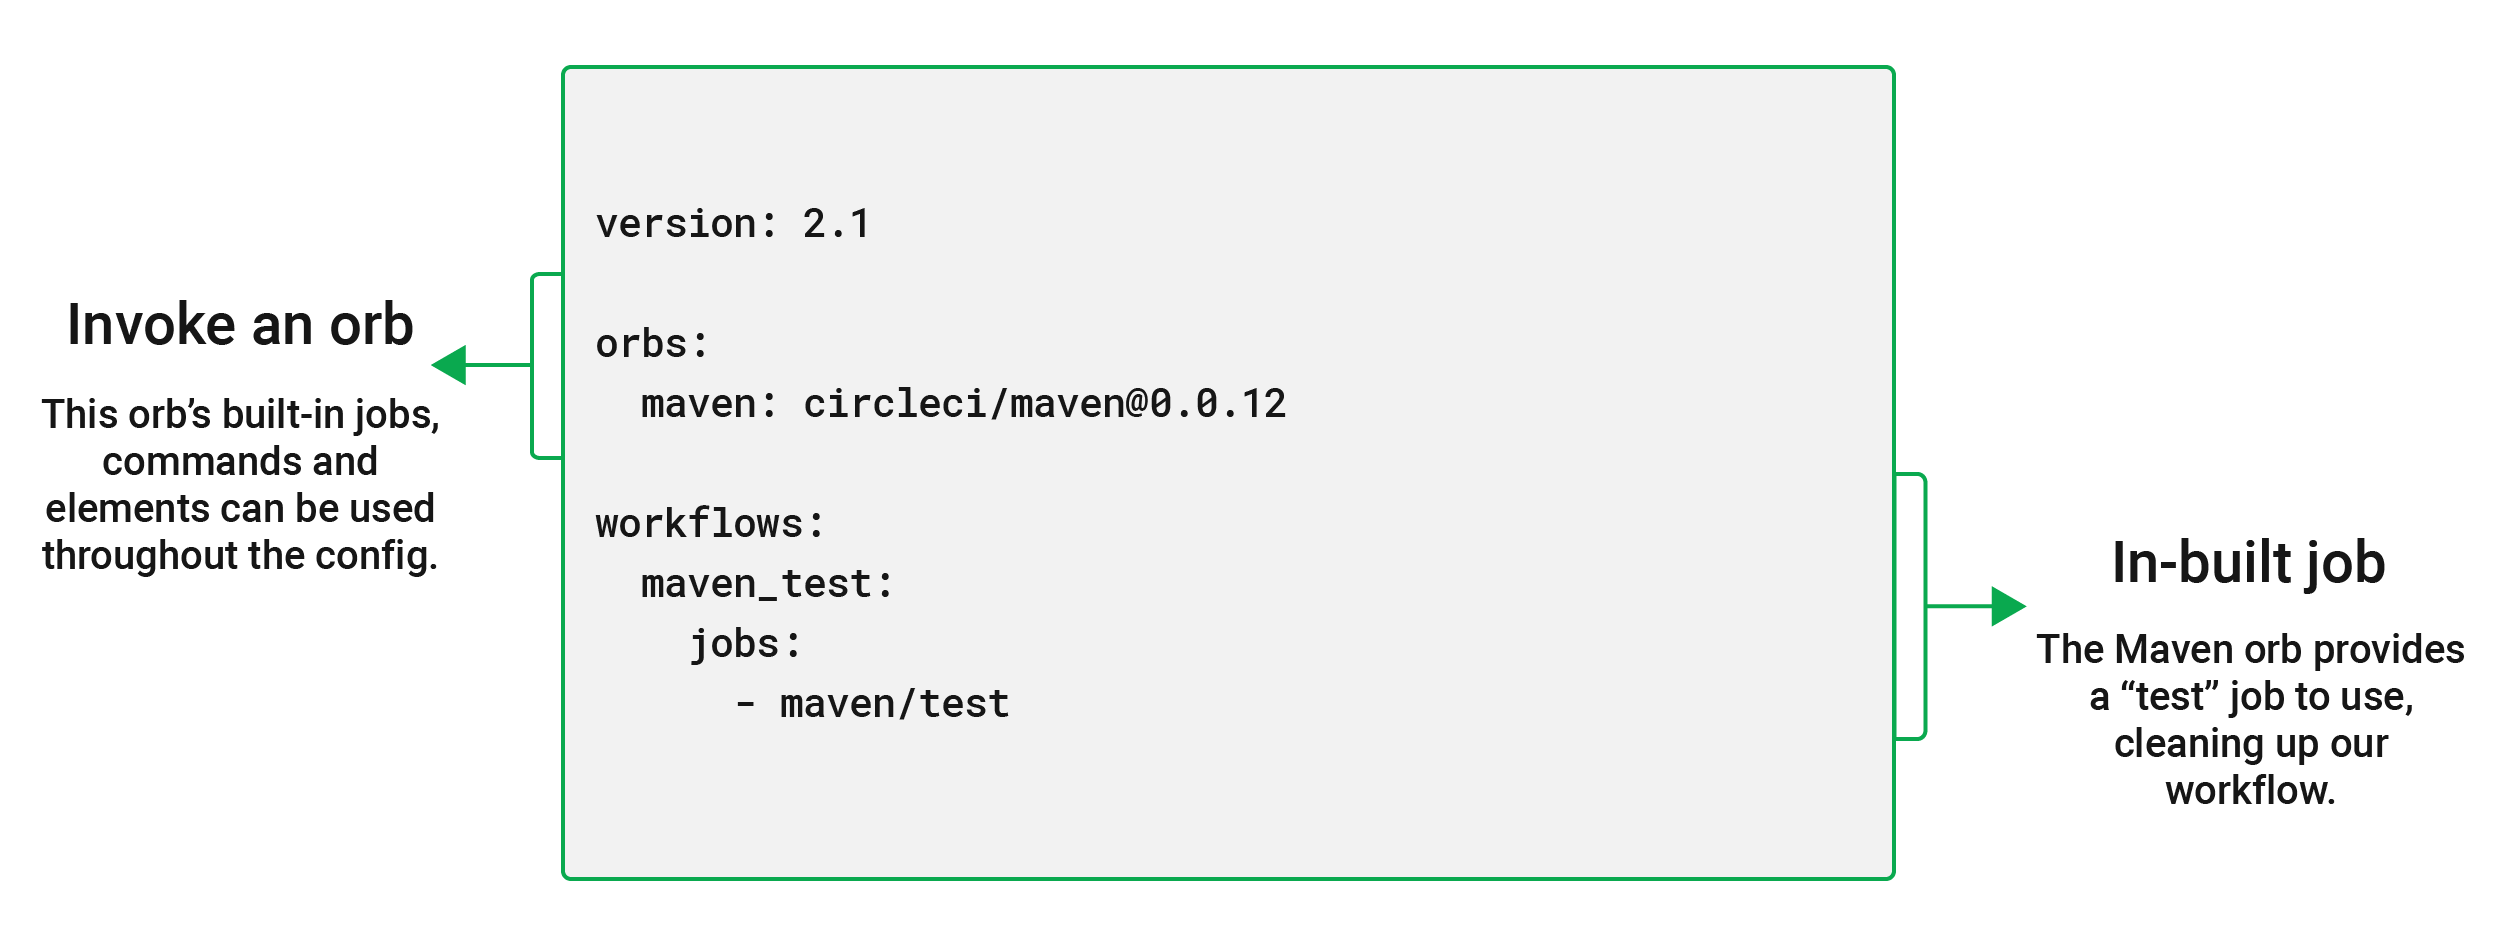 Invoke an orb
This orb’s built-in jobs,
commands and
elements can be used
throughout the config.
version: 2.1
orbs:
  maven: circleci/maven@0.0.12
workflows:
  maven_test:
    jobs:
      - maven/test
In-built job
The Maven orb provides
a “test” job to use,
cleaning up our
workflow.